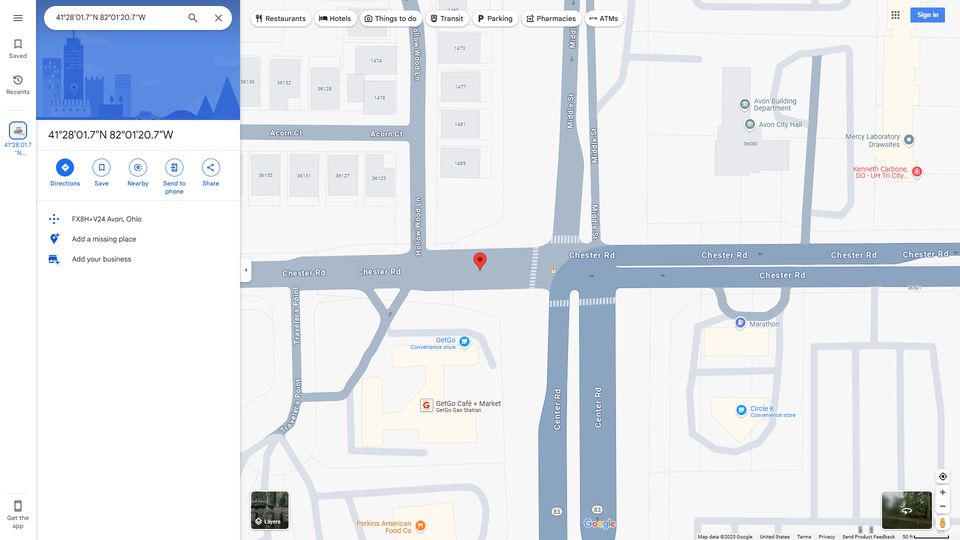 41°28'01.7"N 82°01'20.7"W
Restaurants
Hotels
Things to do
Transit
Parking
Pharmacies
ATMs
Sign in
Saved
Recents
41°28'01.7
"N...
Get the
app
41°28'01.7"N 82°01'20.7"W
Directions
Save
Nearby
Send to
phone
Share
FX8H+V24 Avon, Ohio
Add a missing place
Add your business
Hollow Wood Ln
1473
1474
1477
1478
1481
1485
36136
36132
36128
Acorn Ct
Acorn Ct
36135
36131
36127
36123
Hollow Wood Ln
Middle St
Middle St
Middle St
Middle St
Avon Building
Department
Avon City Hall
36080
Mercy Laboratory
Drawsites
Kenneth Carbone,
DO - UH Tri City...
Chester Rd
Chester Rd
Chester Rd
Chester Rd
Chester Rd
Chester Rd
Chester Rd
36501
Travelers Point
Travelers Point
GetGo
Convenience store
GetGo Café + Market
GetGo Gas Station
Marathon
Circle K
Convenience store
Center Rd
Center Rd
83
83
Perkins American
Food Co
Layers
Google
Map data ©2025 Google
United States
Terms
Privacy
Send Product Feedback
50 ft